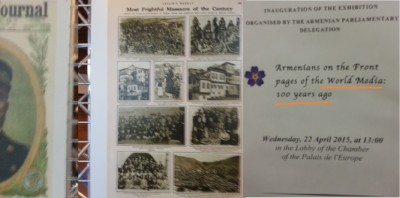 Journal
Most Frightful Massacre of the Century
INAUGURATION OF THE EXHIBITION
ORGANISED BY THE ARMENIAN PARLIAMENTARY
DELEGATION
Armenians on the Front
pages of the World Media:
100 years ago
Wednesday, 22 April 2015, at 13:00
in the Lobby of the Chamber
of the Palais de l'Europe